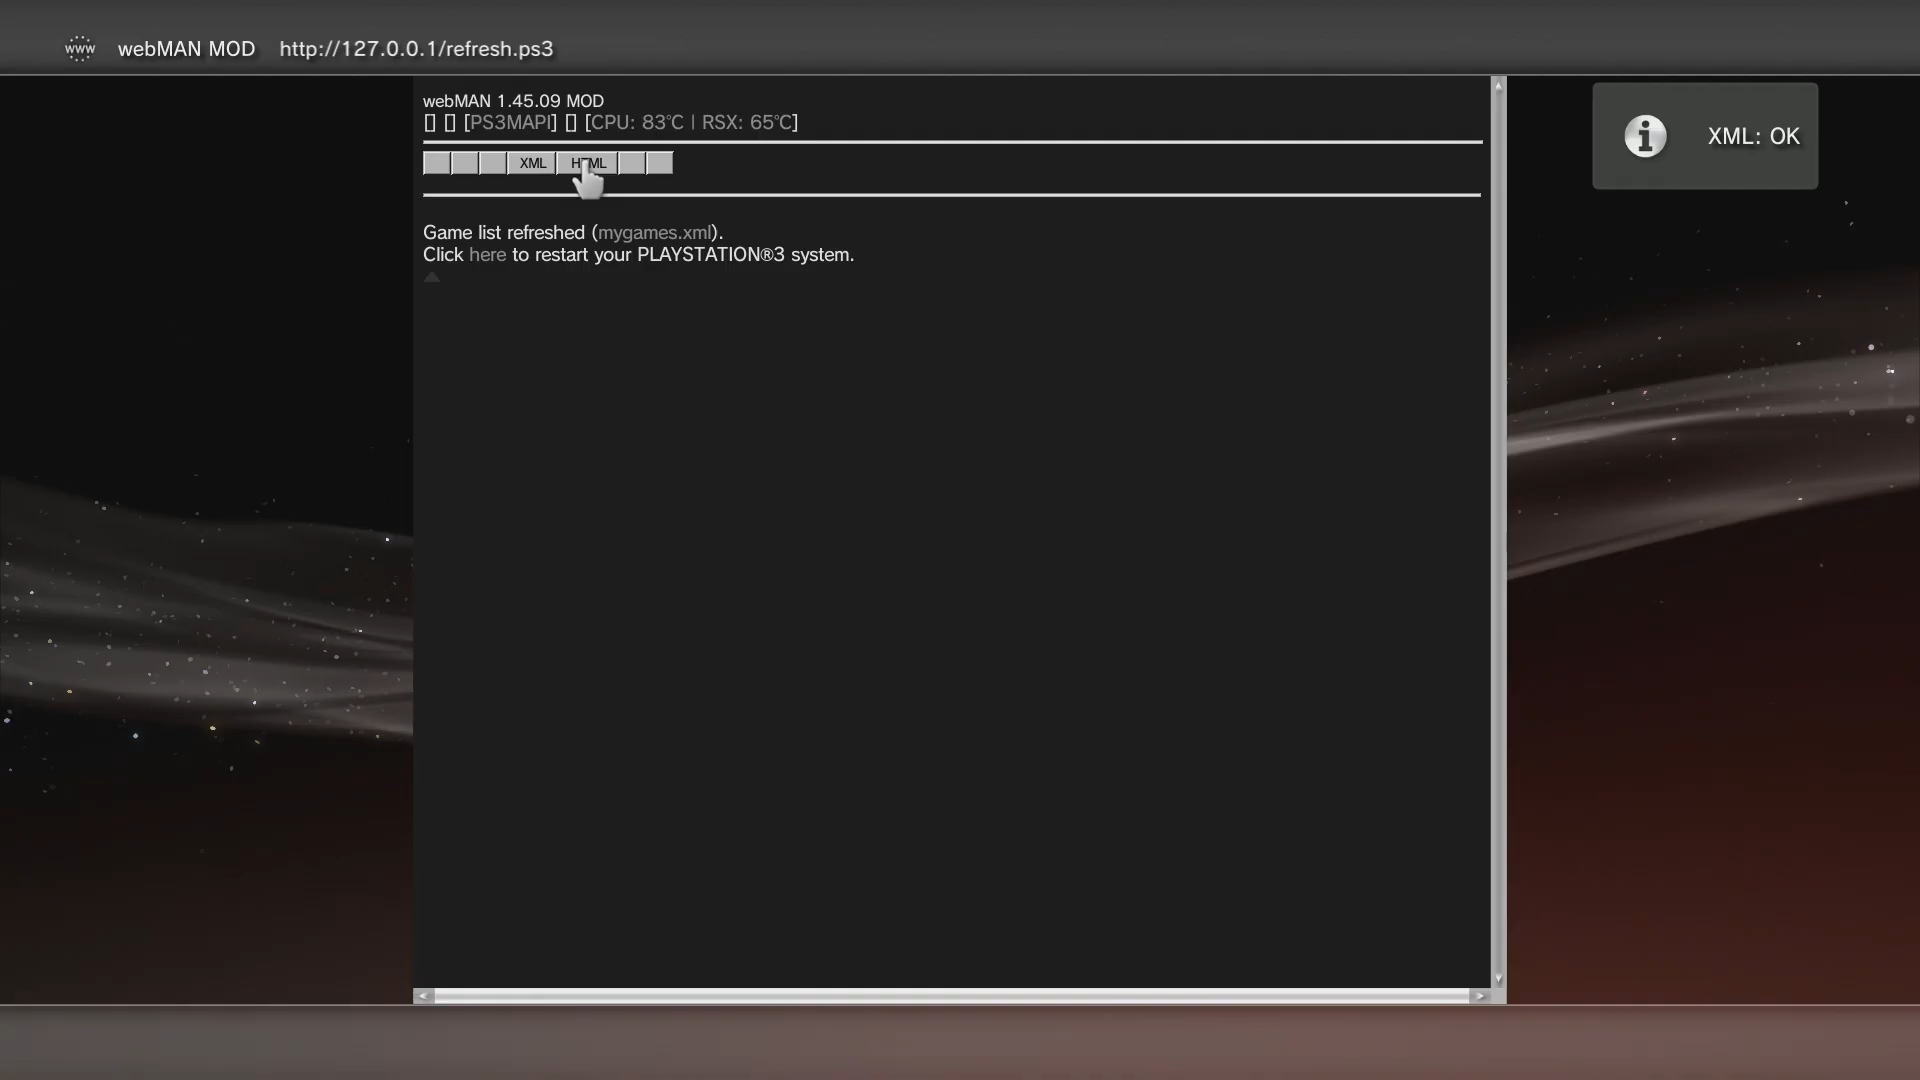 www webMAN MOD http://127.0.0.1/refresh.ps3
webMAN 1.45.09 MOD
[] [] [PS3MAPI] [] [CPU: 83°C | RSX: 65°C]
XML HTML
XML: OK
Game list refreshed (mygames.xml).
Click here to restart your PLAYSTATION®3 system.